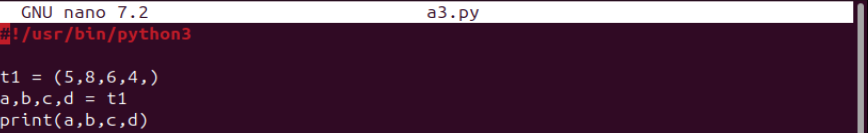 GNU nano 7.2 a3.py
#!/usr/bin/python3
t1 = (5,8,6,4,)
a,b,c,d = t1
print(a,b,c,d)